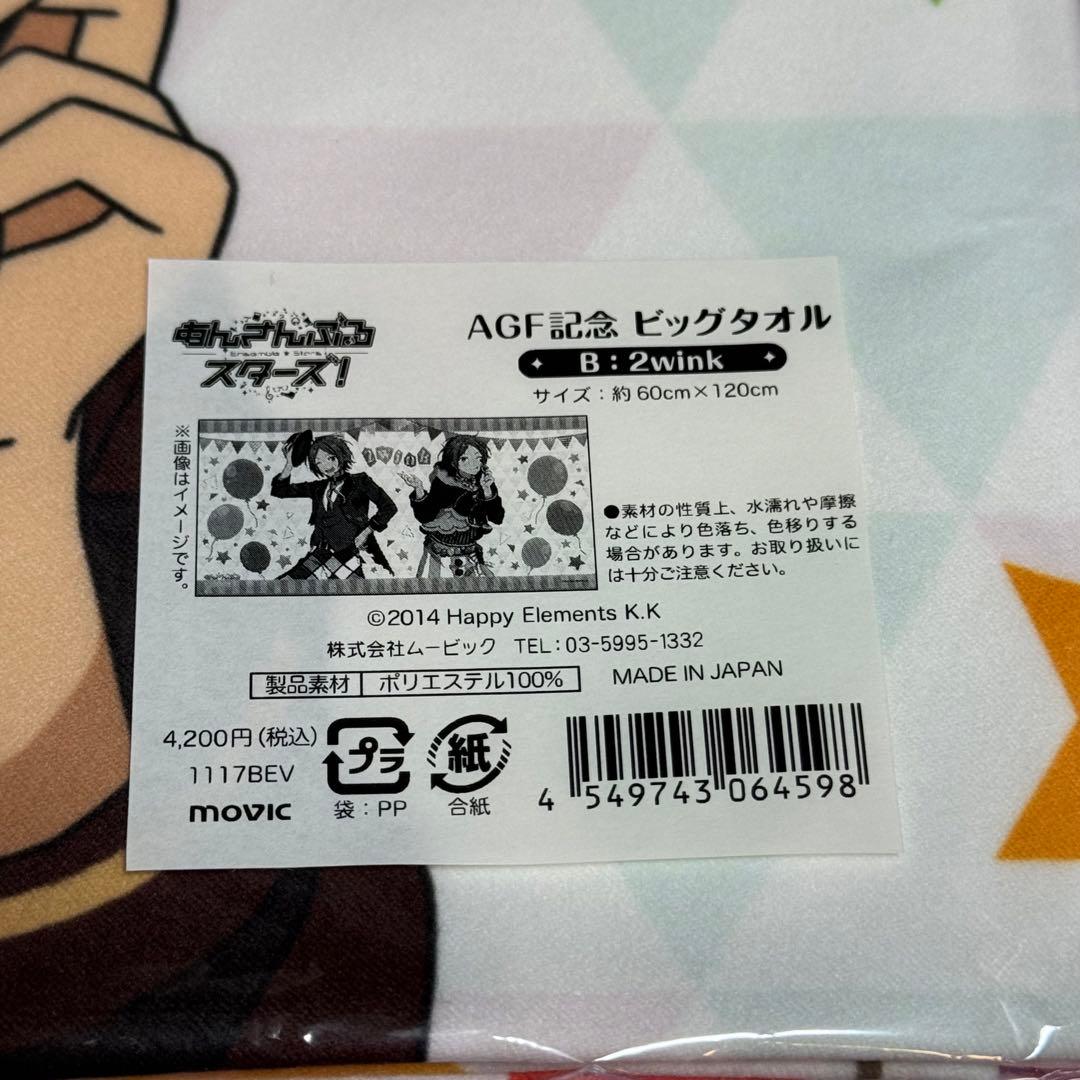 あんさんぶる
Ensemble ★ Stars
スターズ!
AGF記念 ビッグタオル
B：2wink
サイズ：約60cm×120cm
※画像はイメージです。
2wink
●素材の性質上、水濡れや摩擦
などにより色落ち、色移りする
場合があります。お取り扱いに
は十分ご注意ください。
©2014 Happy Elements K.K
株式会社ムービック TEL：03-5995-1332
製品素材 ポリエステル100%
MADE IN JAPAN
4,200円（税込）
1117BEV
movic
プラ
袋：PP
紙
合紙
4 549743 064598